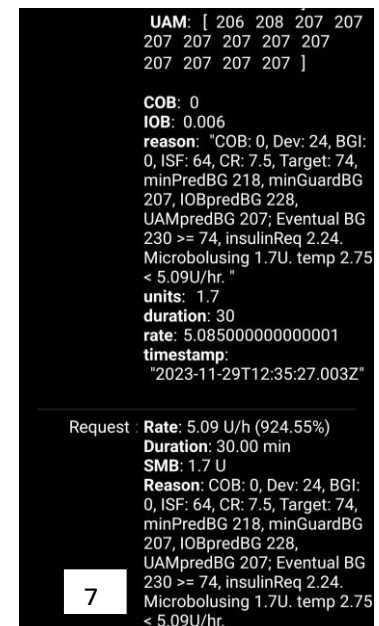 UAM: [ 206 208 207 207
207 207 207 207 207
207 207 207 207 ]
COB: 0
IOB: 0.006
reason: "COB: 0, Dev: 24, BGI:
0, ISF: 64, CR: 7.5, Target: 74,
minPredBG 218, minGuardBG
207, IOBpredBG 228,
UAMpredBG 207; Eventual BG
230 >= 74, insulinReq 2.24.
Microbolusing 1.7U. temp 2.75
< 5.09U/hr. "
units: 1.7
duration: 30
rate: 5.085000000000001
timestamp:
"2023-11-29T12:35:27.003Z"
Request : Rate: 5.09 U/h (924.55%)
Duration: 30.00 min
SMB: 1.7 U
Reason: COB: 0, Dev: 24, BGI:
0, ISF: 64, CR: 7.5, Target: 74,
minPredBG 218, minGuardBG
207, IOBpredBG 228,
UAMpredBG 207; Eventual BG
230 >= 74, insulinReq 2.24.
7 Microbolusing 1.7U. temp 2.75
< 5.09U/hr.